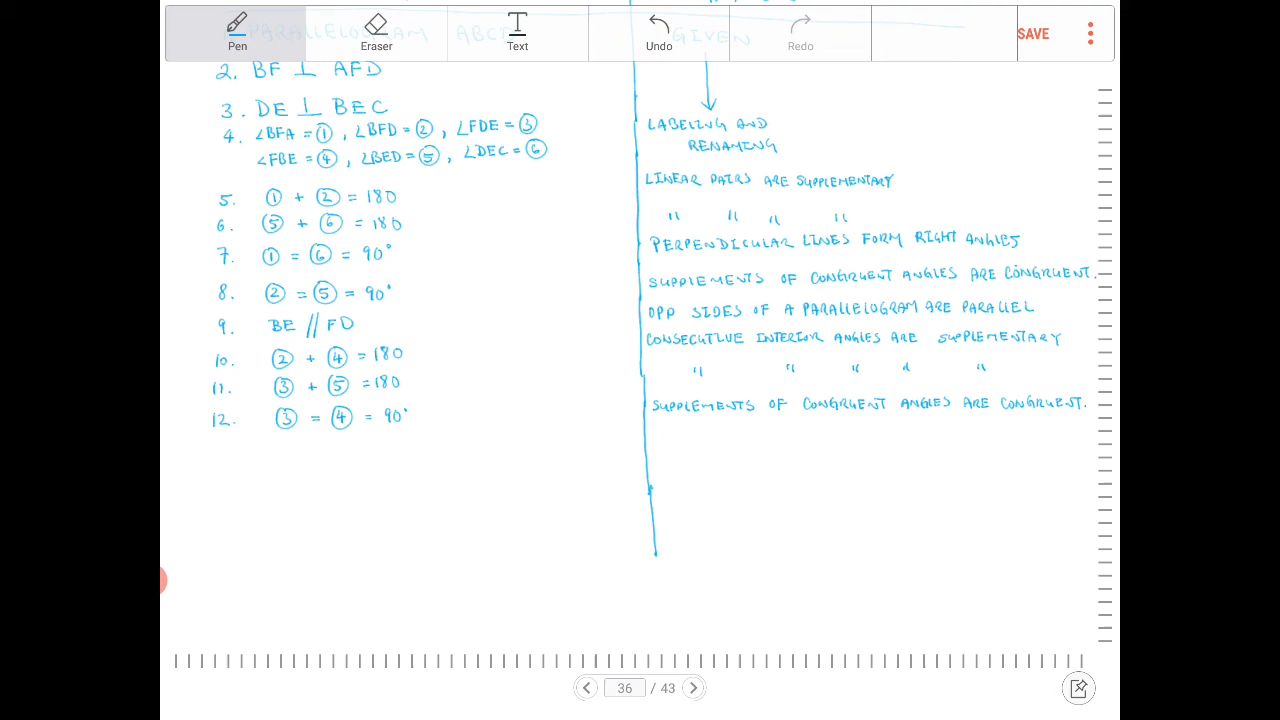 PARALLELOGRAM ABCD GIVEN
Pen Eraser Text Undo Redo SAVE
2. BF ⊥ AFD
3. DE ⊥ BEC
4. ∠BFA = ①, ∠BFD = ②, ∠FDE = ③
∠FBE = ④, ∠BED = ⑤, ∠DEC = ⑥
LABELING AND
RENAMING
5. ① + ② = 180 LINEAR PAIRS ARE SUPPLEMENTARY
6. ⑤ + ⑥ = 180 " " " "
7. ① = ⑥ = 90° PERPENDICULAR LINES FORM RIGHT ANGLES
8. ② = ⑤ = 90° SUPPLEMENTS OF CONGRUENT ANGLES ARE CONGRUENT.
9. BE // FD OPP SIDES OF A PARALLELOGRAM ARE PARALLEL
10. ② + ④ = 180 CONSECUTIVE INTERIOR ANGLES ARE SUPPLEMENTARY
11. ③ + ⑤ = 180 " " " " "
12. ③ = ④ = 90° SUPPLEMENTS OF CONGRUENT ANGLES ARE CONGRUENT.
36 / 43